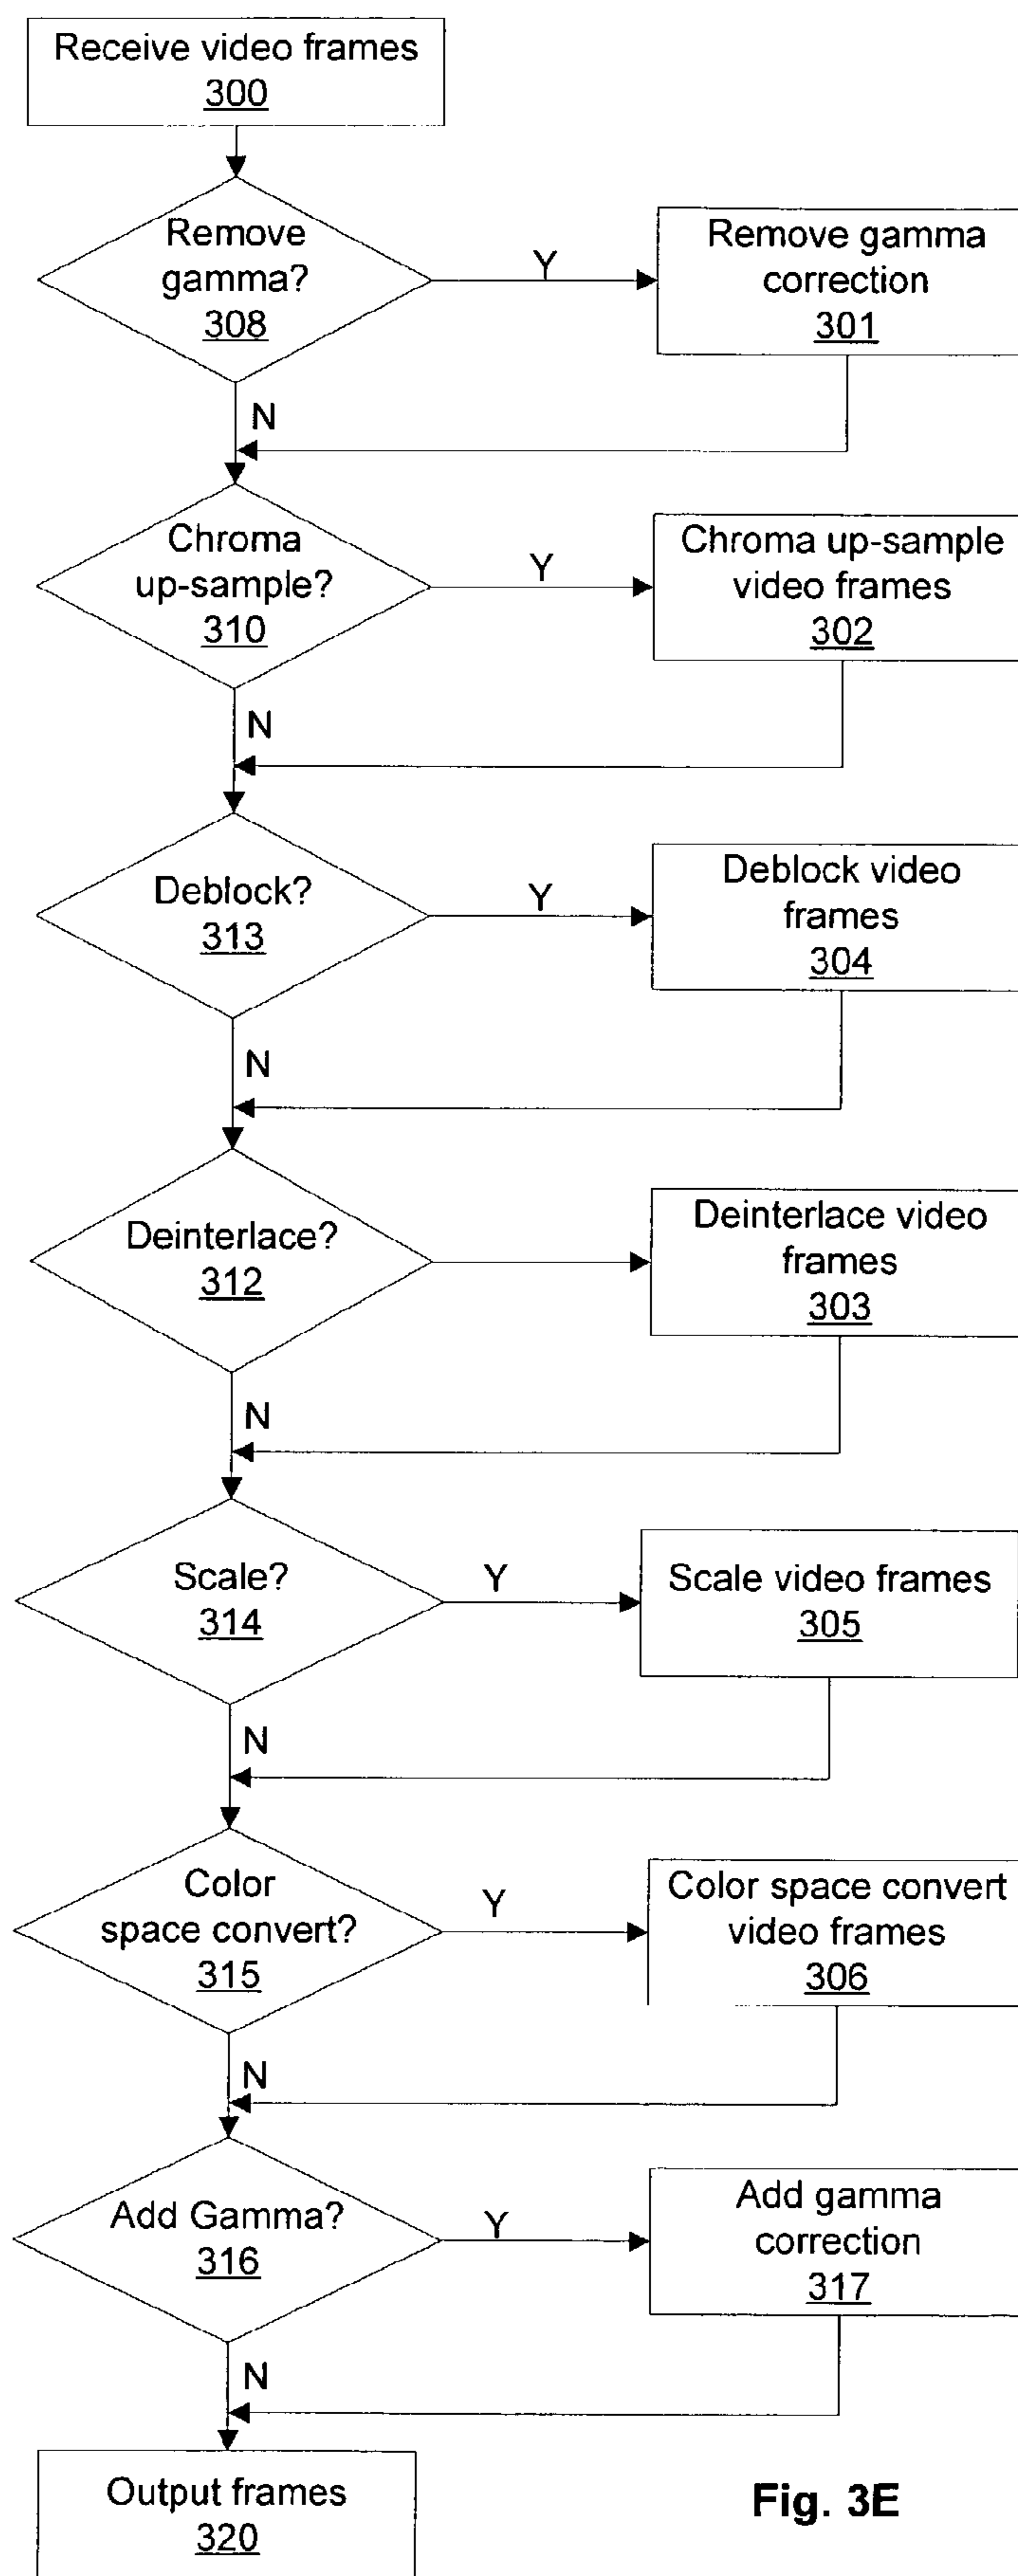 Receive video frames
300
Remove
gamma?
308
Y
Remove gamma
correction
301
N
Chroma
up-sample?
310
Y
Chroma up-sample
video frames
302
N
Deblock?
313
Y
Deblock video
frames
304
N
Deinterlace?
312
Deinterlace video
frames
303
N
Scale?
314
Y
Scale video frames
305
N
Color
space convert?
315
Y
Color space convert
video frames
306
N
Add Gamma?
316
Y
Add gamma
correction
317
N
Output frames
320
Fig. 3E